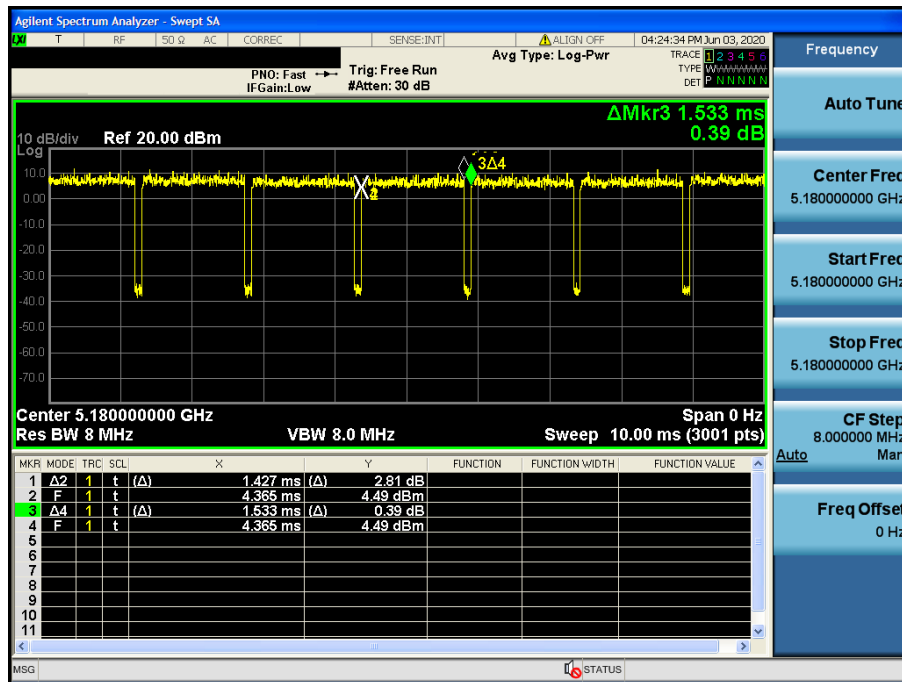 Agilent Spectrum Analyzer - Swept SA
LXI T RF 50 Ω AC CORREC SENSE:INT ALIGN OFF 04:24:34 PM Jun 03, 2020
Avg Type: Log-Pwr TRACE 1 2 3 4 5 6
PNO: Fast Trig: Free Run TYPE WWWWWW
IFGain:Low #Atten: 30 dB DET P N N N N N
ΔMkr3 1.533 ms
0.39 dB
10 dB/div Ref 20.00 dBm
Log
3Δ4
10.0
0.00
-10.0
-20.0
-30.0
-40.0
-50.0
-60.0
-70.0
Center 5.180000000 GHz Span 0 Hz
Res BW 8 MHz VBW 8.0 MHz Sweep 10.00 ms (3001 pts)
MKR MODE TRC SCL X Y FUNCTION FUNCTION WIDTH FUNCTION VALUE
1 Δ2 1 t (Δ) 1.427 ms (Δ) 2.81 dB
2 F 1 t 4.365 ms 4.49 dBm
3 Δ4 1 t (Δ) 1.533 ms (Δ) 0.39 dB
4 F 1 t 4.365 ms 4.49 dBm
5
6
7
8
9
10
11
MSG STATUS
Frequency
Auto Tune
Center Freq
5.180000000 GHz
Start Freq
5.180000000 GHz
Stop Freq
5.180000000 GHz
CF Step
8.000000 MHz
Auto Man
Freq Offset
0 Hz